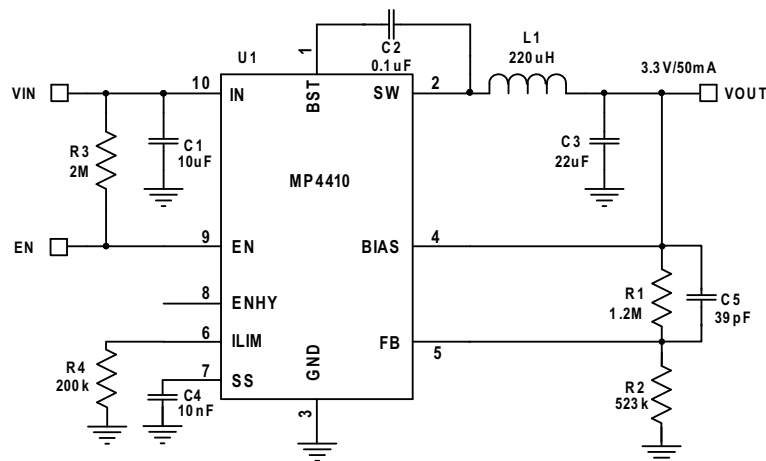 U1
1
C2
0.1uF
L1
220uH
3.3V/50mA
VIN
10
IN
BST
SW
2
VOUT
R3
2M
C1
10uF
MP4410
C3
22uF
EN
9
EN
BIAS
4
8
ENHY
R1
1.2M
C5
39pF
6
ILIM
FB
5
R4
200k
7
SS
GND
C4
10nF
3
R2
523k